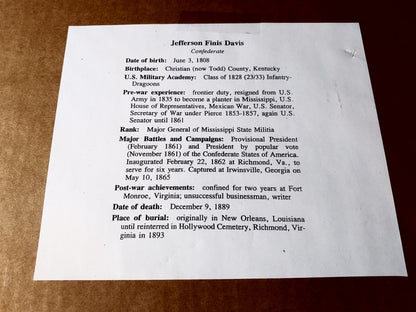 Jefferson Finis Davis
Confederate
Date of birth: June 3, 1808
Birthplace: Christian (now Todd) County, Kentucky
U.S. Military Academy: Class of 1828 (23/33) Infantry-
Dragoons
Pre-war experience: frontier duty, resigned from U.S.
Army in 1835 to become a planter in Mississippi, U.S.
House of Representatives, Mexican War, U.S. Senator,
Secretary of War under Pierce 1853-1857, again U.S.
Senator until 1861
Rank: Major General of Mississippi State Militia
Major Battles and Campaigns: Provisional President
(February 1861) and President by popular vote
(November 1861) of the Confederate States of America.
Inaugurated February 22, 1862 at Richmond, Va., to
serve for six years. Captured at Irwinsville, Georgia on
May 10, 1865
Post-war achievements: confined for two years at Fort
Monroe, Virginia; unsuccessful businessman, writer
Date of death: December 9, 1889
Place of burial: originally in New Orleans, Louisiana
until reinterred in Hollywood Cemetery, Richmond, Vir-
ginia in 1893